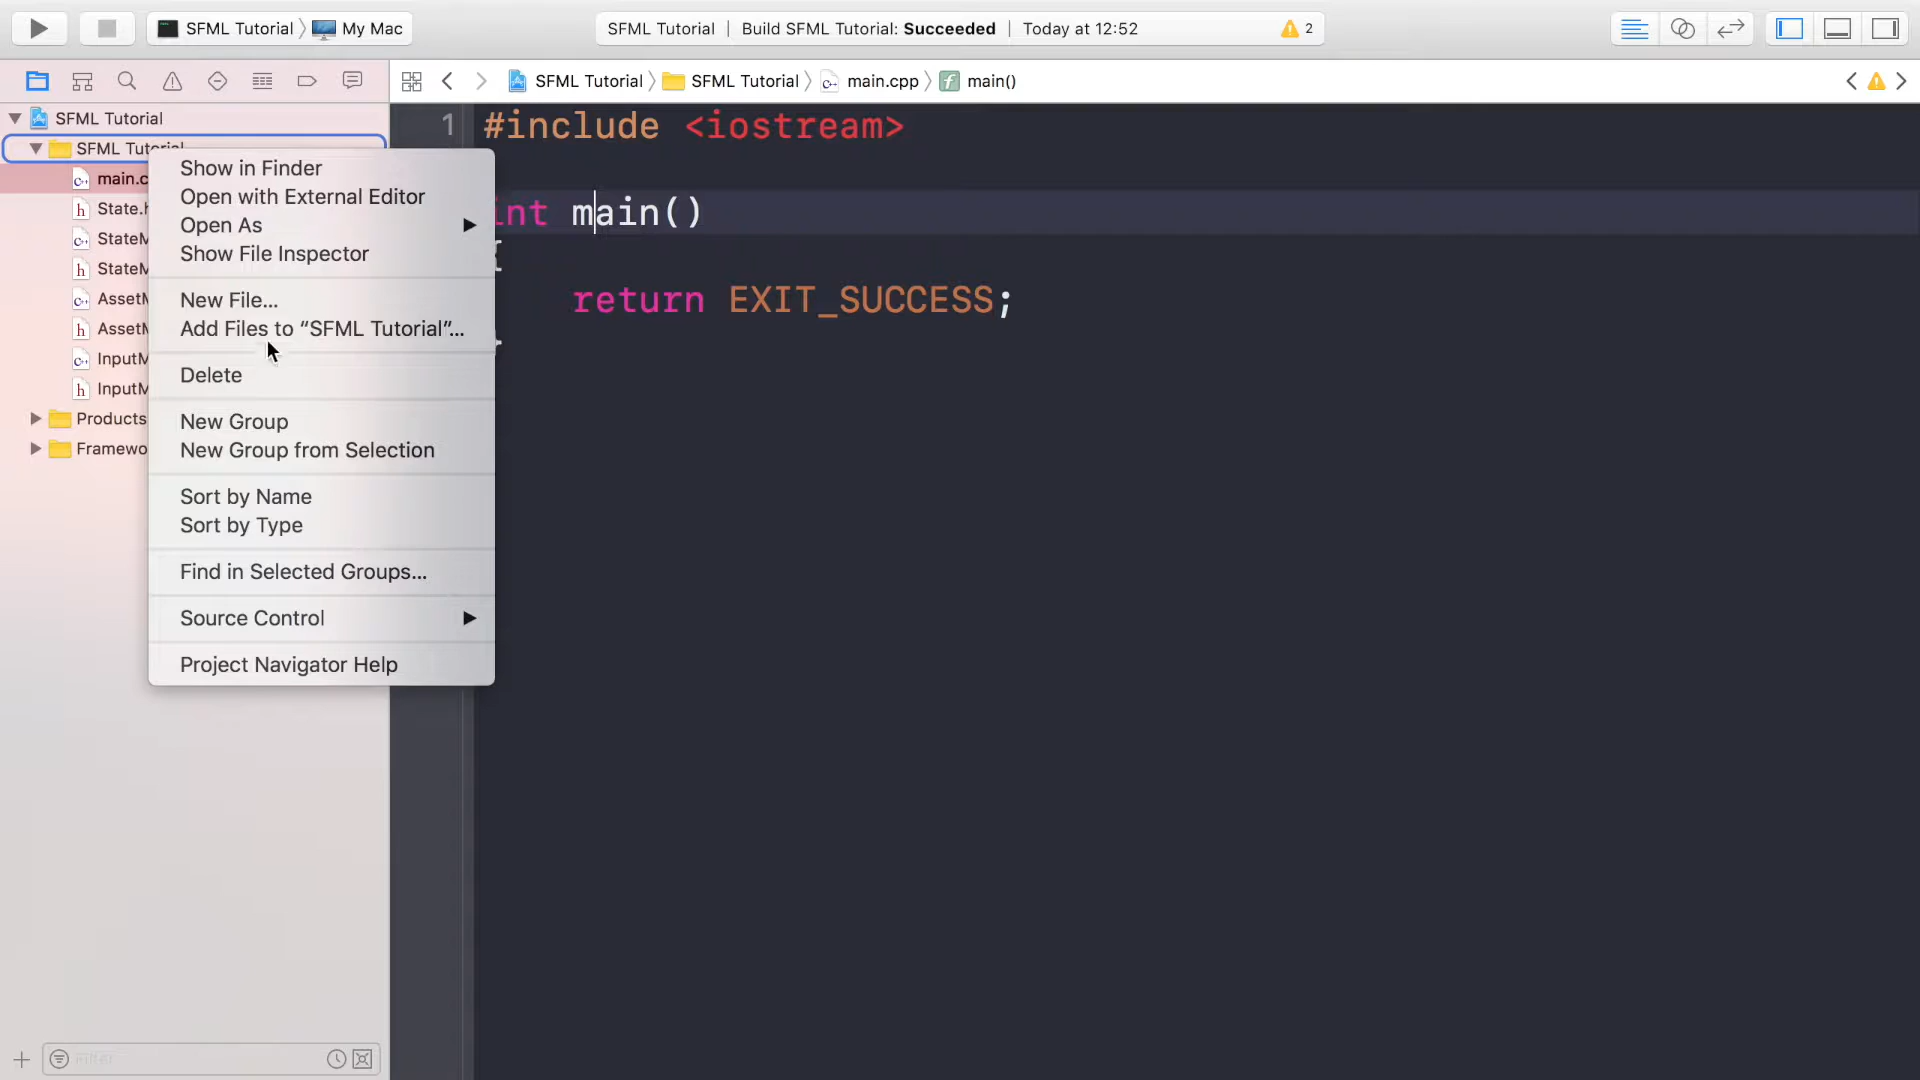 SFML Tutorial My Mac
SFML Tutorial | Build SFML Tutorial: Succeeded | Today at 12:52 2
SFML Tutorial SFML Tutorial main.cpp main()
SFML Tutorial
SFML Tutorial
main.c
State.h
StateM
StateM
AssetM
AssetM
InputM
InputM
Products
Framewo
Show in Finder
Open with External Editor
Open As
Show File Inspector
New File...
Add Files to “SFML Tutorial”...
Delete
New Group
New Group from Selection
Sort by Name
Sort by Type
Find in Selected Groups...
Source Control
Project Navigator Help
1 #include <iostream>
int main()
{
return EXIT_SUCCESS;
}
Filter